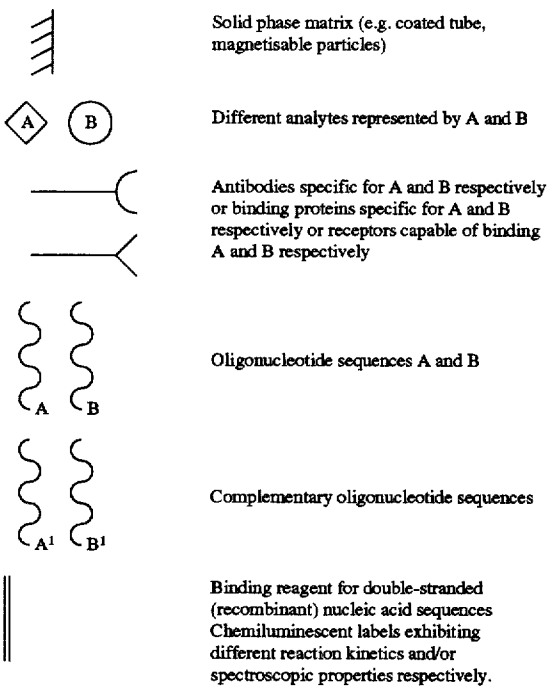 Solid phase matrix (e.g. coated tube,
magnetisable particles)
A B
Different analytes represented by A and B
Antibodies specific for A and B respectively
or binding proteins specific for A and B
respectively or receptors capable of binding
A and B respectively
Oligonucleotide sequences A and B
A B
Complementary oligonucleotide sequences
A¹ B¹
Binding reagent for double-stranded
(recombinant) nucleic acid sequences
Chemiluminescent labels exhibiting
different reaction kinetics and/or
spectroscopic properties respectively.